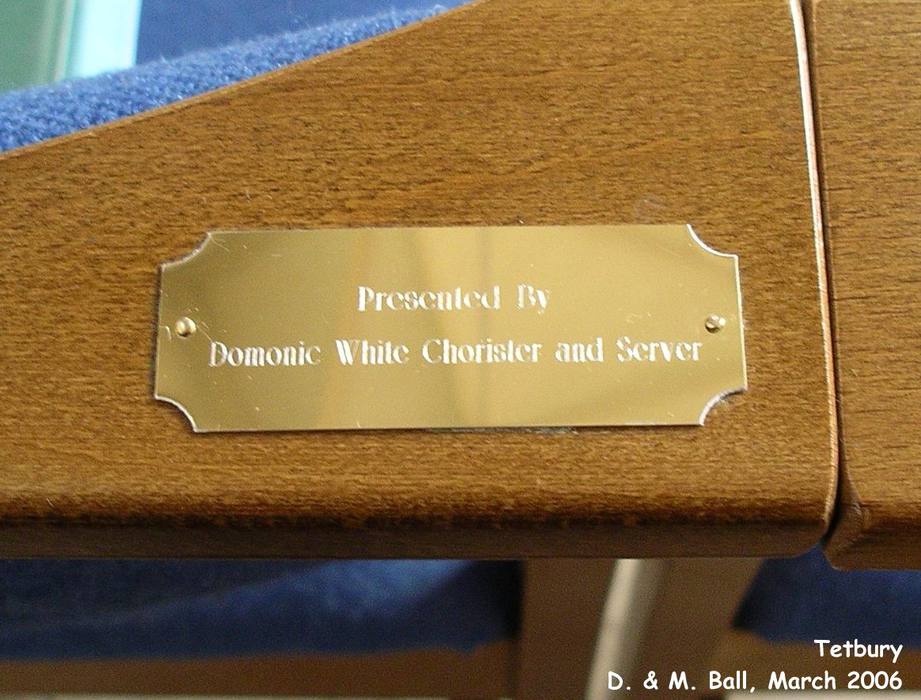 Presented By
Domonic White Chorister and Server
Tetbury
D. & M. Ball, March 2006